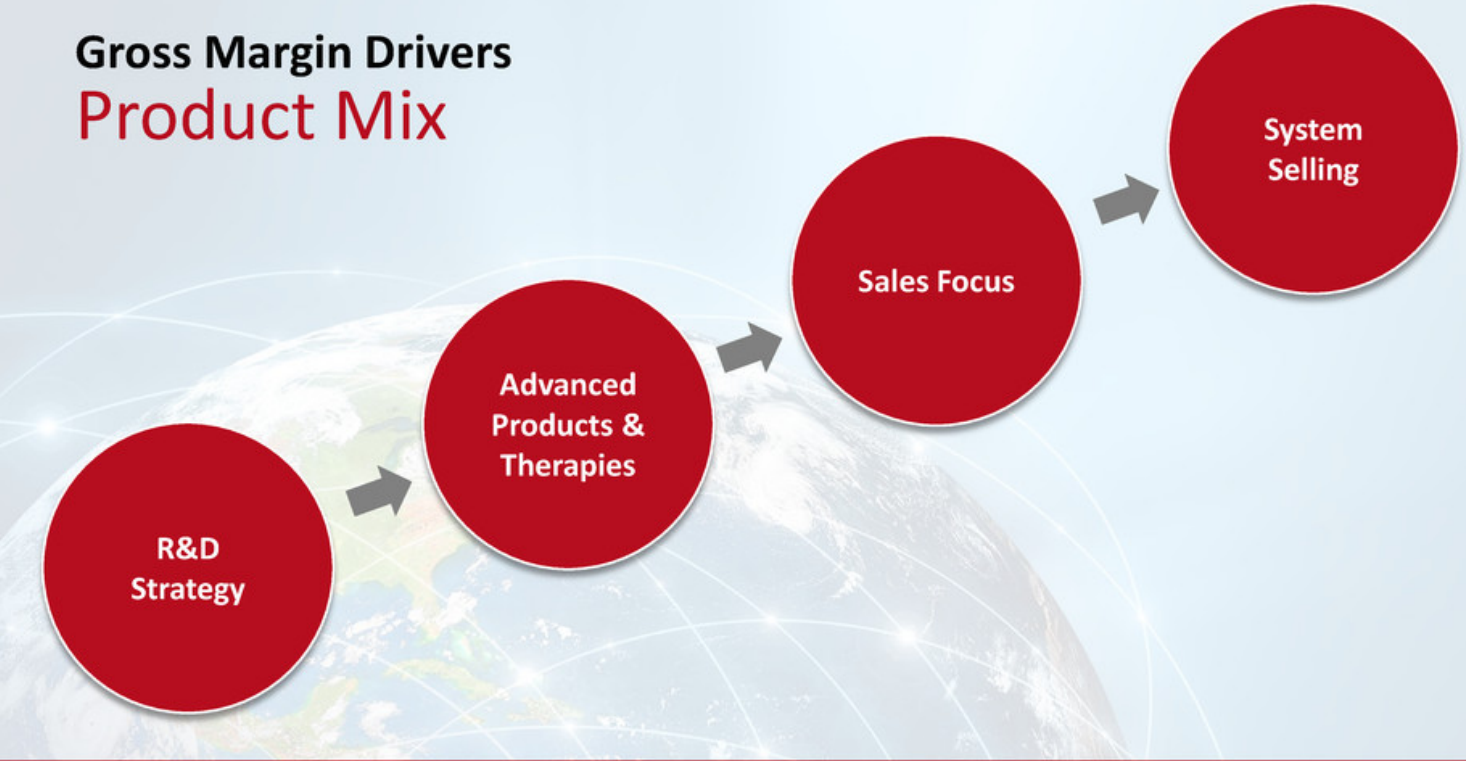 Gross Margin Drivers
Product Mix
R&D
Strategy
Advanced
Products &
Therapies
Sales Focus
System
Selling